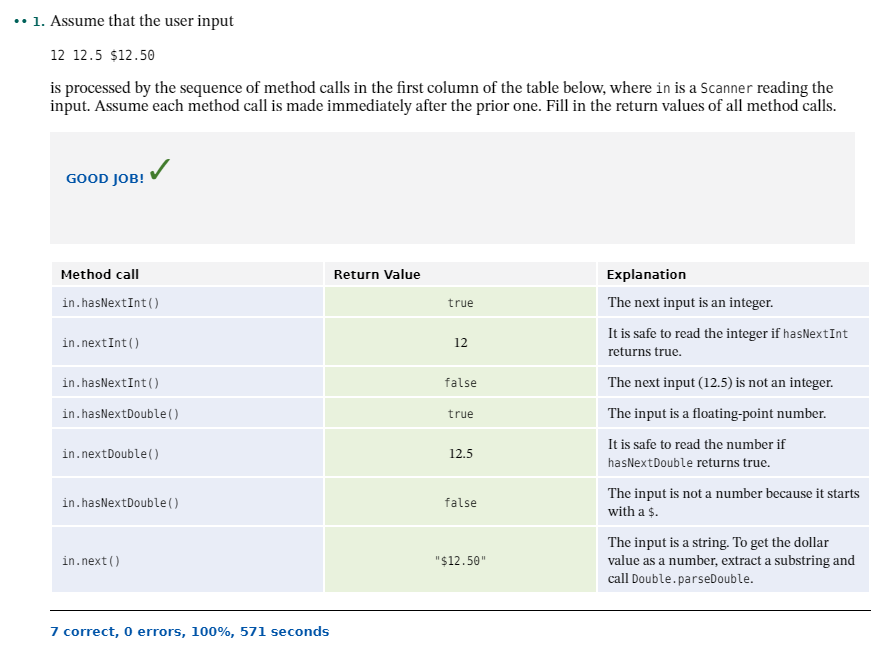 •• 1. Assume that the user input
12 12.5 $12.50
is processed by the sequence of method calls in the first column of the table below, where in is a Scanner reading the
input. Assume each method call is made immediately after the prior one. Fill in the return values of all method calls.
GOOD JOB! ✓
Method call Return Value Explanation
in.hasNextInt() true The next input is an integer.
in.nextInt() 12 It is safe to read the integer if hasNextInt
returns true.
in.hasNextInt() false The next input (12.5) is not an integer.
in.hasNextDouble() true The input is a floating-point number.
in.nextDouble() 12.5 It is safe to read the number if
hasNextDouble returns true.
in.hasNextDouble() false The input is not a number because it starts
with a $.
in.next() "$12.50" The input is a string. To get the dollar
value as a number, extract a substring and
call Double.parseDouble.
7 correct, 0 errors, 100%, 571 seconds